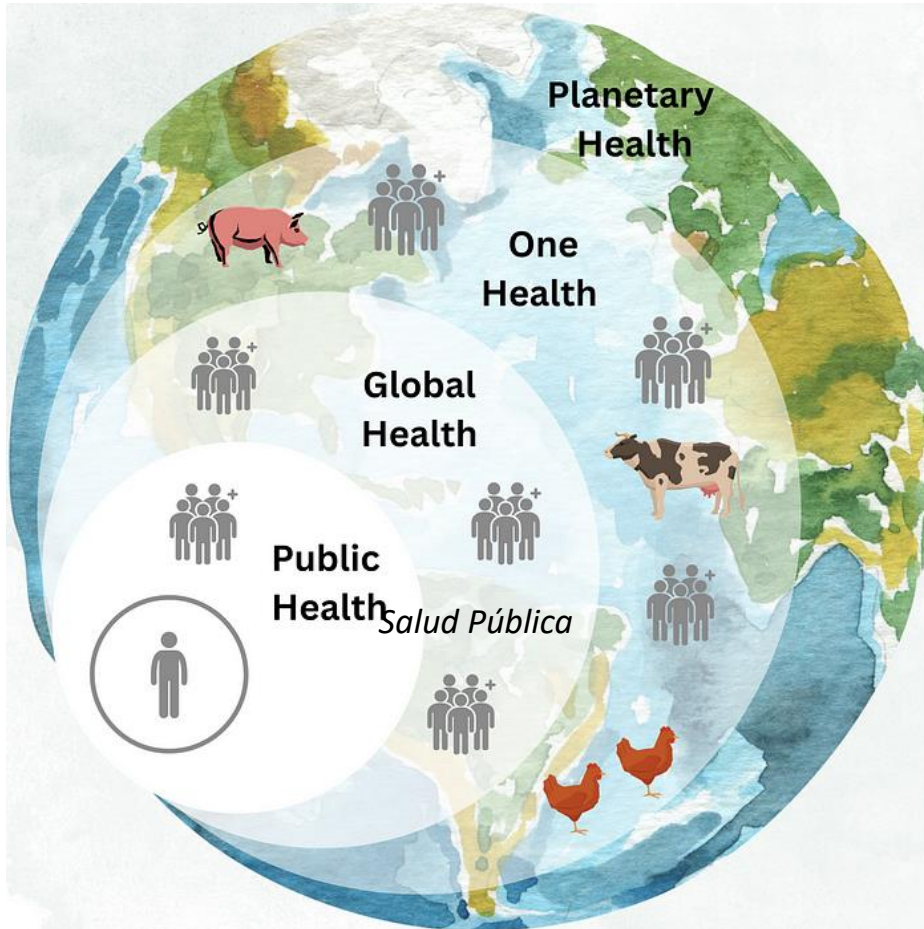 Planetary
Health
One
Health
Global
Health
Public
Health
Salud Pública